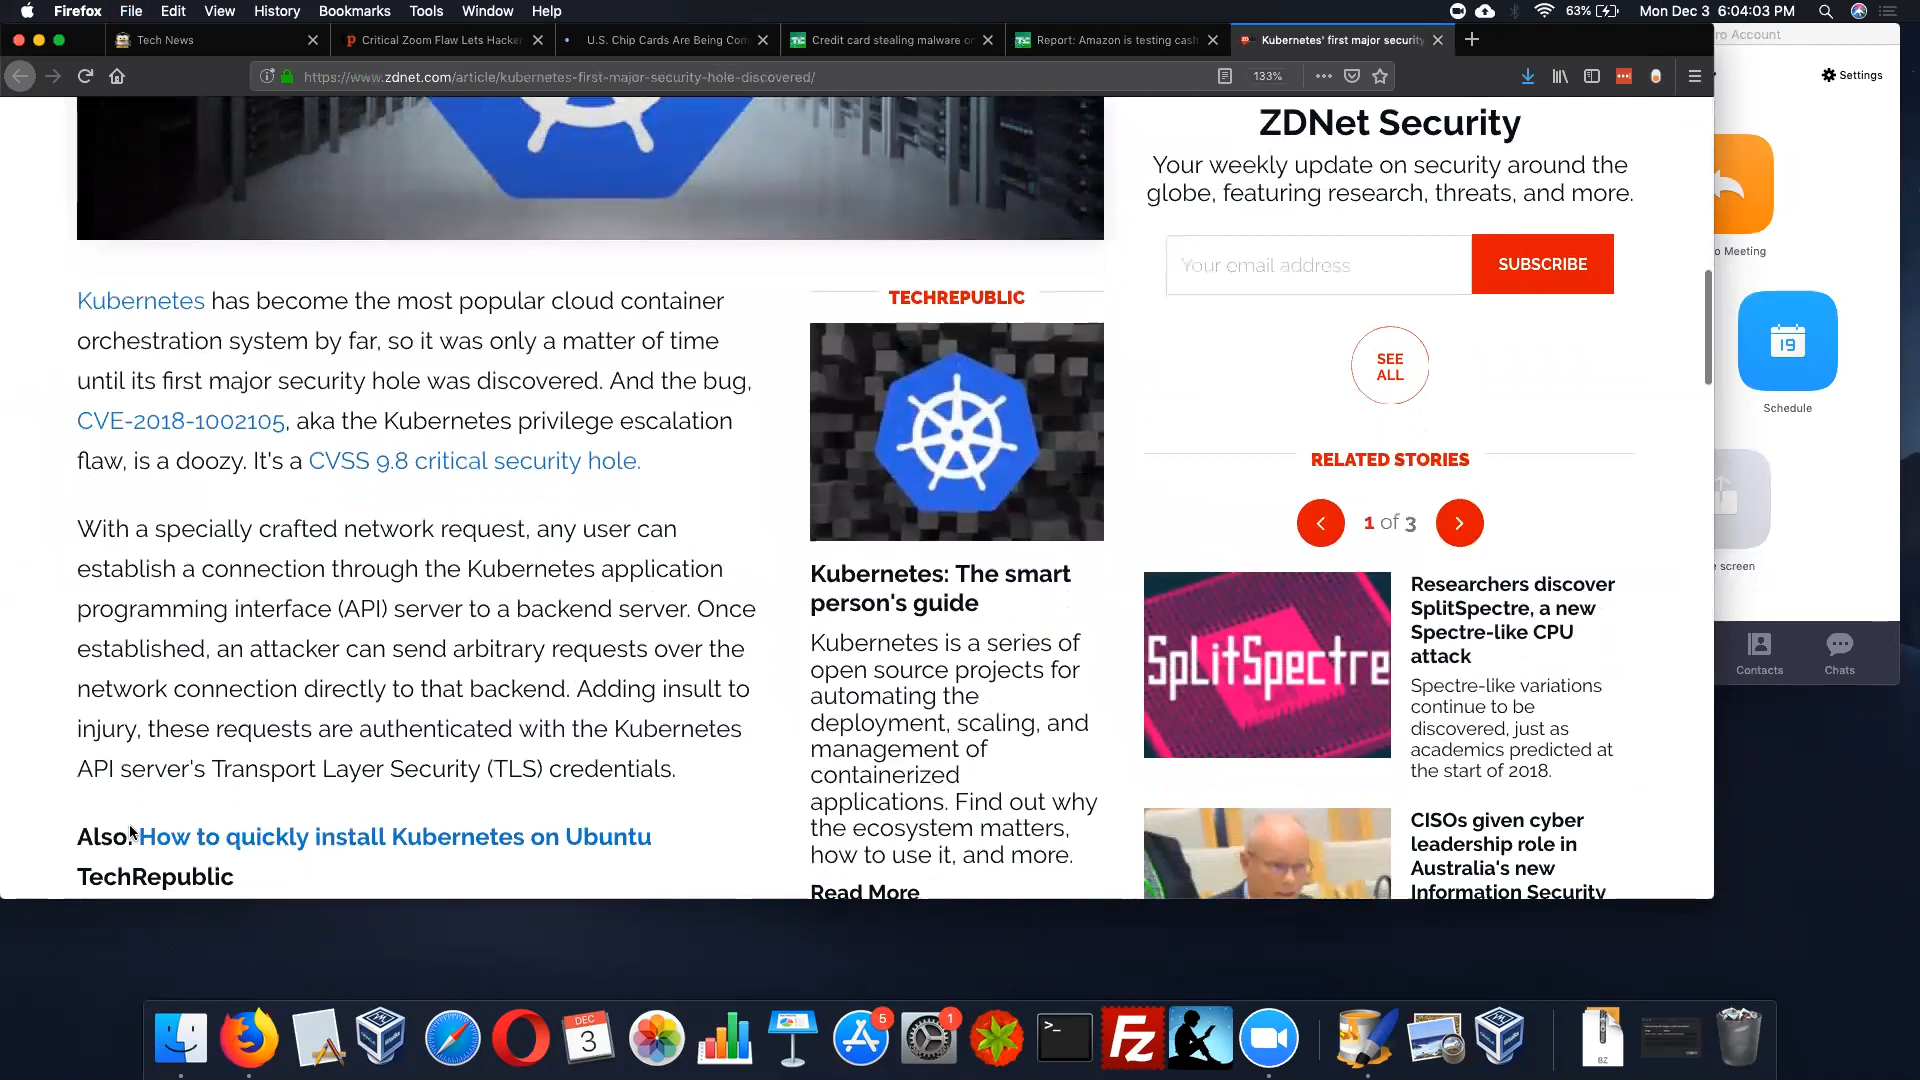 Firefox File Edit View History Bookmarks Tools Window Help
63% Mon Dec 3 6:04:03 PM
Tech News
Critical Zoom Flaw Lets Hacker
U.S. Chip Cards Are Being Com
Credit card stealing malware or
Report: Amazon is testing cash
Kubernetes' first major security
ro Account
https://www.zdnet.com/article/kubernetes-first-major-security-hole-discovered/
133%
Settings
ZDNet Security
Your weekly update on security around the
globe, featuring research, threats, and more.
Your email address
SUBSCRIBE
SEE
ALL
RELATED STORIES
1 of 3
Researchers discover
SplitSpectre, a new
Spectre-like CPU
attack
Spectre-like variations
continue to be
discovered, just as
academics predicted at
the start of 2018.
SplitSpectre
CISOs given cyber
leadership role in
Australia's new
Information Security
Kubernetes has become the most popular cloud container
orchestration system by far, so it was only a matter of time
until its first major security hole was discovered. And the bug,
CVE-2018-1002105, aka the Kubernetes privilege escalation
flaw, is a doozy. It's a CVSS 9.8 critical security hole.
With a specially crafted network request, any user can
establish a connection through the Kubernetes application
programming interface (API) server to a backend server. Once
established, an attacker can send arbitrary requests over the
network connection directly to that backend. Adding insult to
injury, these requests are authenticated with the Kubernetes
API server's Transport Layer Security (TLS) credentials.
Also: How to quickly install Kubernetes on Ubuntu
TechRepublic
TECHREPUBLIC
Kubernetes: The smart
person's guide
Kubernetes is a series of
open source projects for
automating the
deployment, scaling, and
management of
containerized
applications. Find out why
the ecosystem matters,
how to use it, and more.
Read More
o Meeting
19
Schedule
e screen
Contacts
Chats
DEC
3
5
1
>_
Fz
BZ